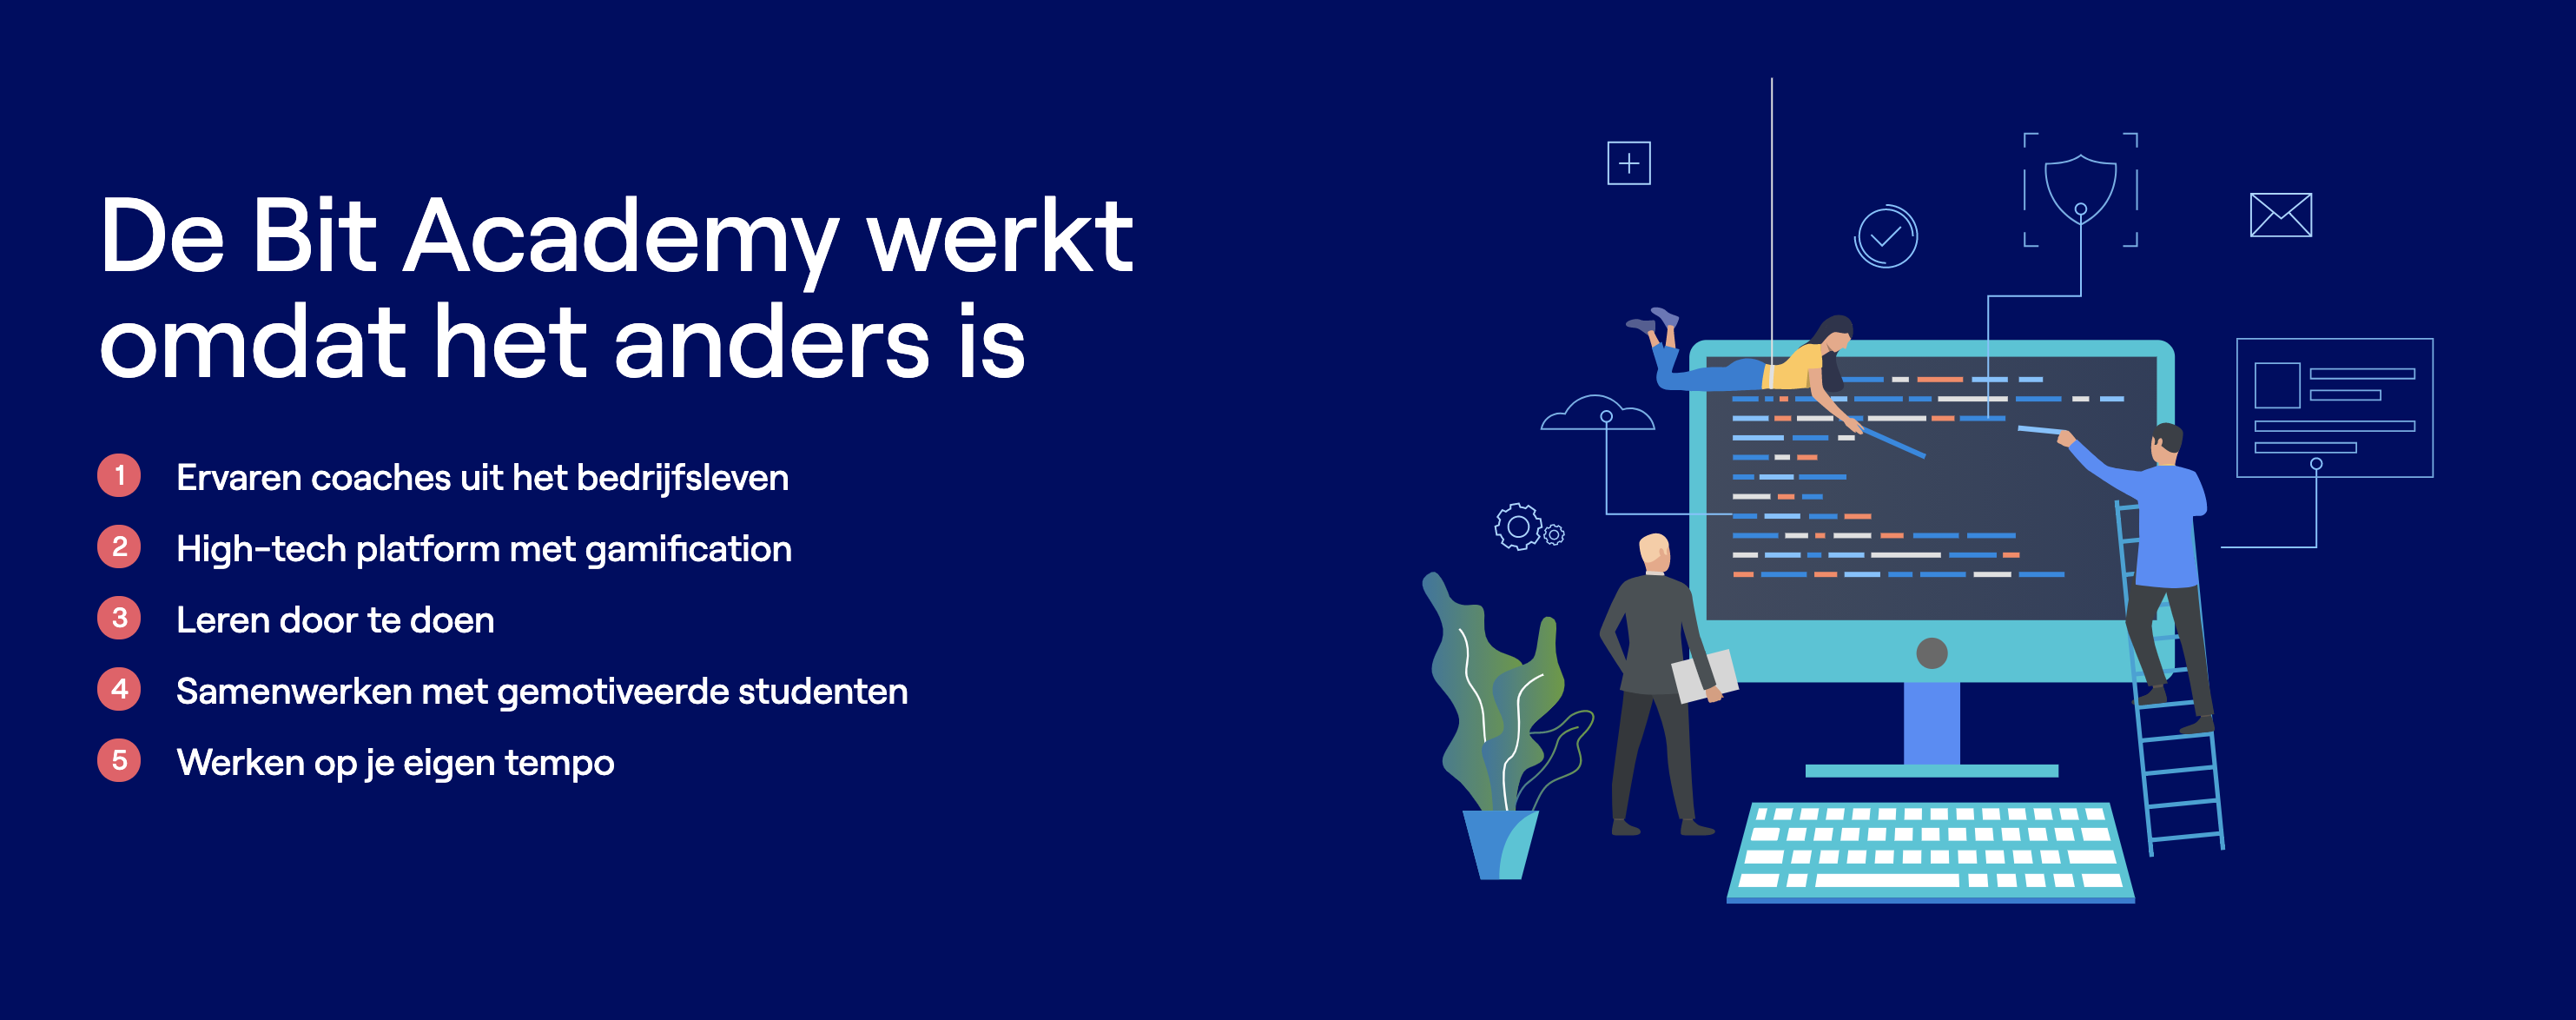 De Bit Academy werkt
omdat het anders is
1 Ervaren coaches uit het bedrijfsleven
2 High-tech platform met gamification
3 Leren door te doen
4 Samenwerken met gemotiveerde studenten
5 Werken op je eigen tempo